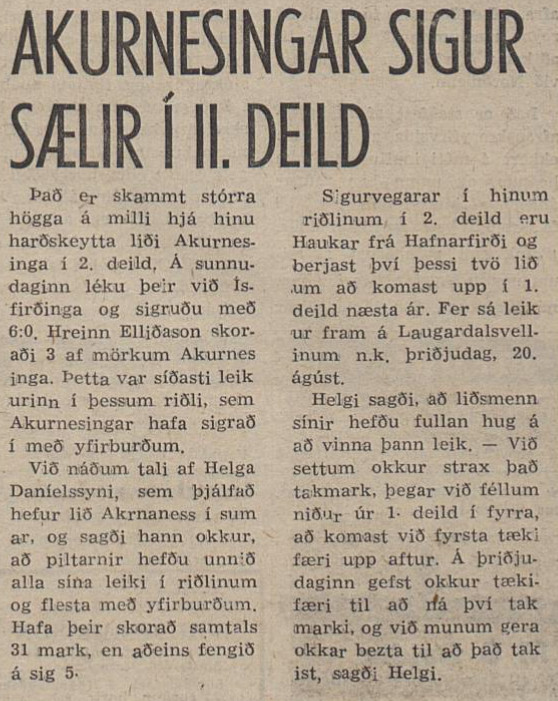 AKURNESINGAR SIGUR
SÆLIR Í II. DEILD
Það er skammt stórra
högga á milli hjá hinu
harðskeytta liði Akurnes-
inga í 2. deild. Á sunnu-
daginn léku þeir við Ís-
firðinga og sigruðu með
6:0. Hreinn Elliðason skor-
aði 3 af mörkum Akurnes
inga. Þetta var síðasti leik
urinn í þessum riðli, sem
Akurnesingar hafa sigrað
í með yfirburðum.
Við náðum tali af Helga
Daníelssyni, sem þjálfað
hefur lið Akrnaness í sum
ar, og sagði hann okkur,
að piltarnir hefðu unnið
alla sína leiki í riðlinum
og flesta með yfirburðum.
Hafa þeir skorað samtals
31 mark, en aðeins fengið
á sig 5.
Sigurvegarar í hinum
riðlinum í 2. deild eru
Haukar frá Hafnarfirði og
berjast því þessi tvö lið
um að komast upp í 1.
deild næsta ár. Fer sá leik
ur fram á Laugardalsvell-
inum n.k. þriðjudag, 20.
ágúst.
Helgi sagði, að liðsmenn
sínir hefðu fullan hug á
að vinna þann leik. — Við
settum okkur strax það
takmark, þegar við féllum
niður úr 1. deild í fyrra,
að komast við fyrsta tæki
færi upp aftur. Á þriðju-
daginn gefst okkur tæki-
færi til að ná því tak
marki, og við munum gera
okkar bezta til að það tak
ist, sagði Helgi.